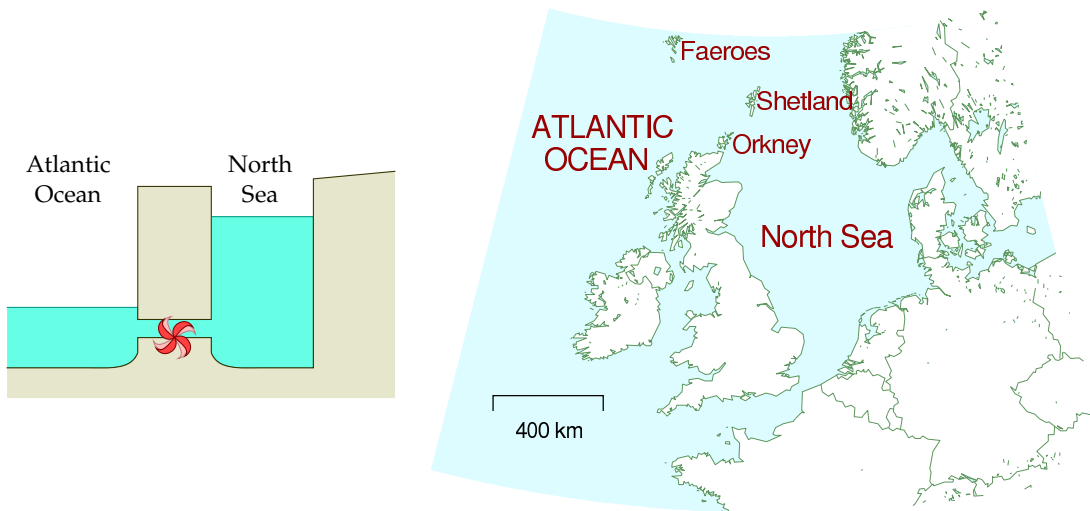 Atlantic
Ocean
North
Sea
Faeroes
Shetland
ATLANTIC
OCEAN
Orkney
North Sea
400 km